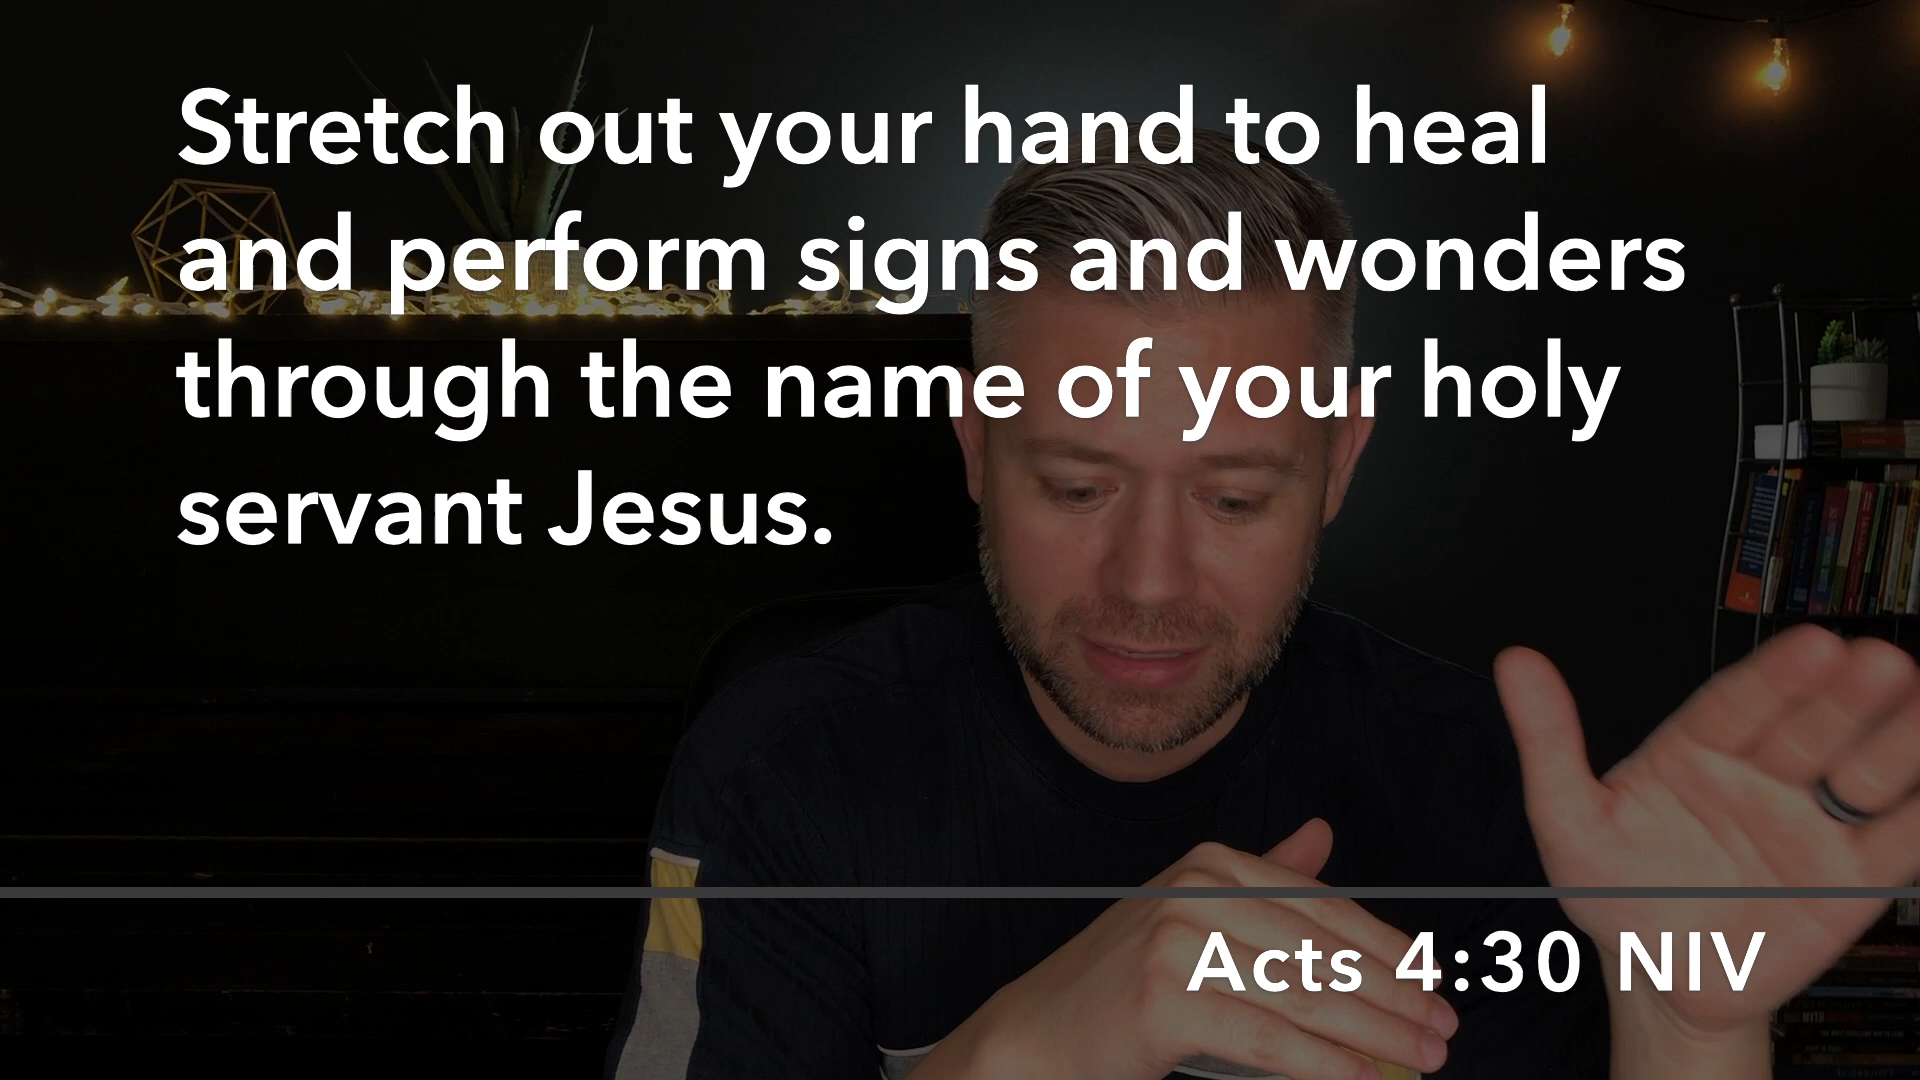 Stretch out your hand to heal
and perform signs and wonders
through the name of your holy
servant Jesus.
Acts 4:30 NIV